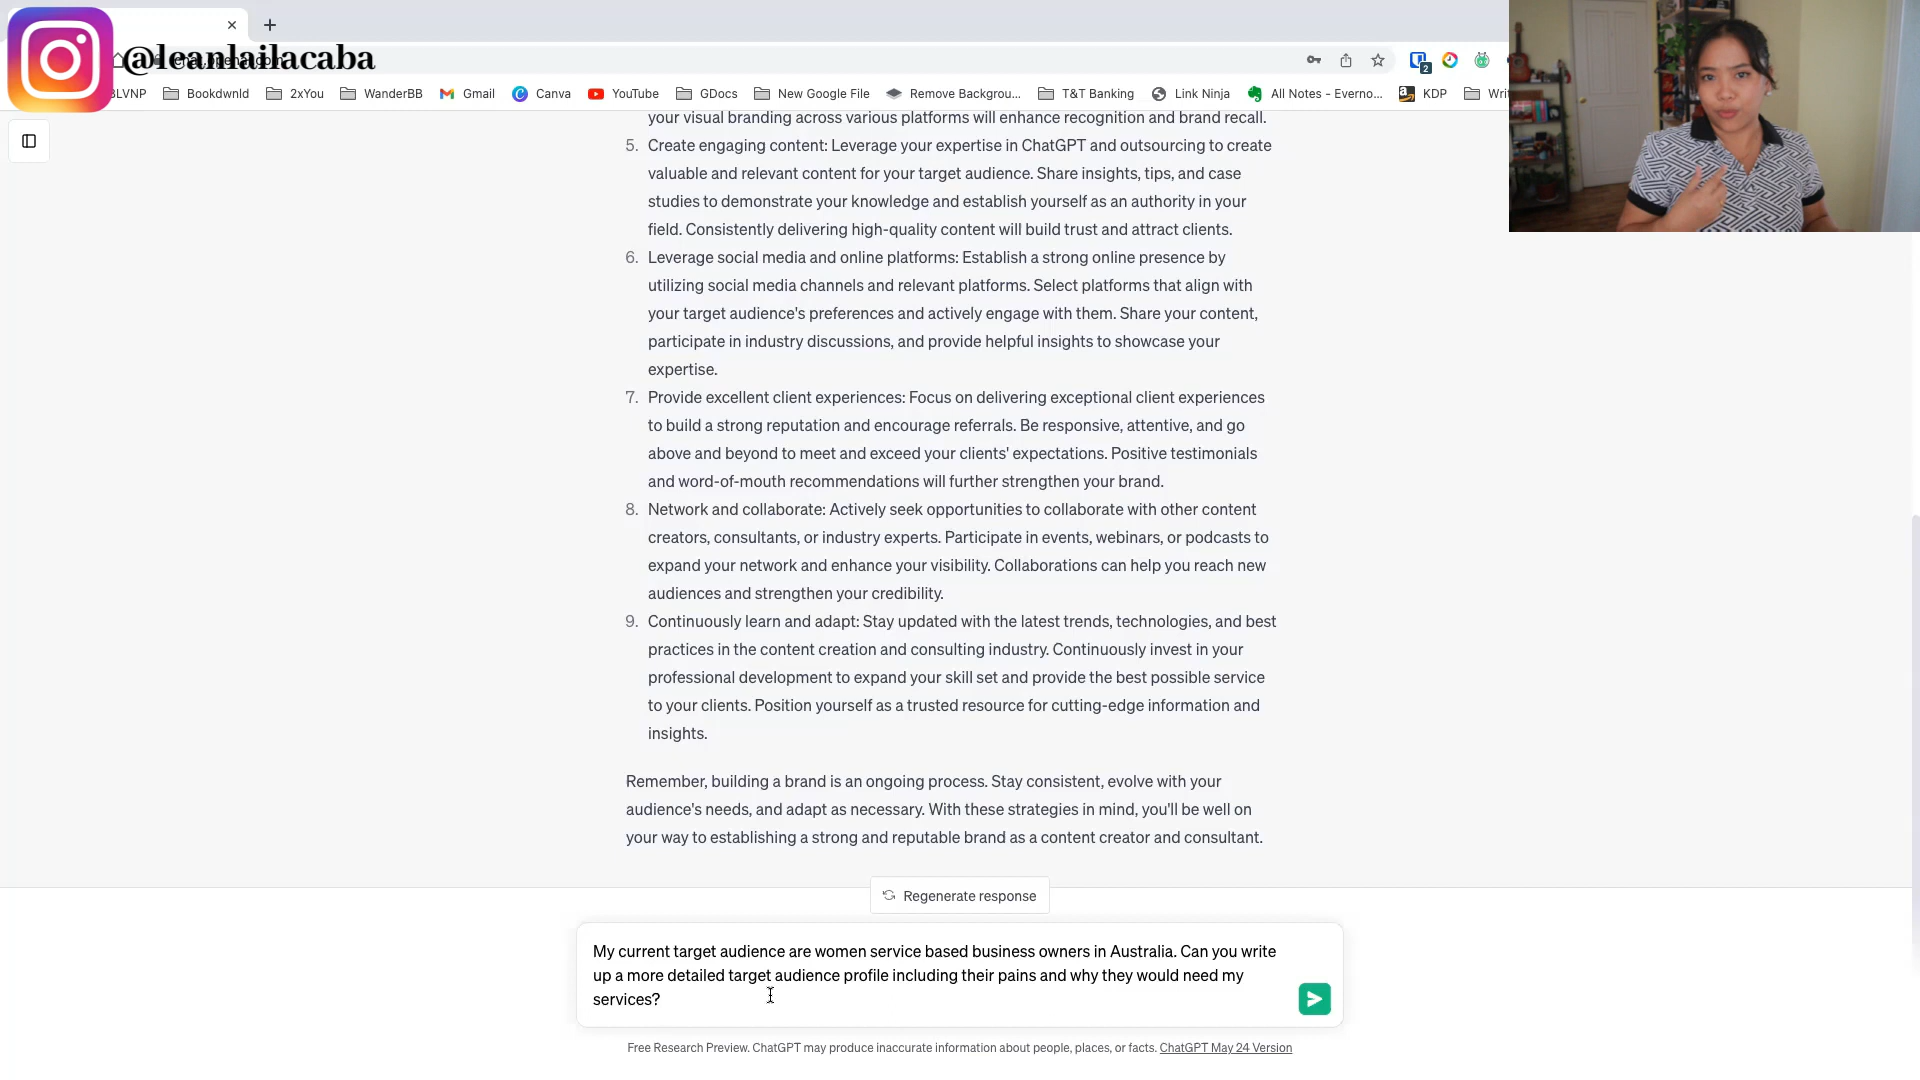 @leanlailacaba
BLVNP
Bookdwnld
2xYou
WanderBB
Gmail
Canva
YouTube
GDocs
New Google File
Remove Backgrou...
T&T Banking
Link Ninja
All Notes - Everno...
KDP
Writ
2
your visual branding across various platforms will enhance recognition and brand recall.
5. Create engaging content: Leverage your expertise in ChatGPT and outsourcing to create
valuable and relevant content for your target audience. Share insights, tips, and case
studies to demonstrate your knowledge and establish yourself as an authority in your
field. Consistently delivering high-quality content will build trust and attract clients.
6. Leverage social media and online platforms: Establish a strong online presence by
utilizing social media channels and relevant platforms. Select platforms that align with
your target audience's preferences and actively engage with them. Share your content,
participate in industry discussions, and provide helpful insights to showcase your
expertise.
7. Provide excellent client experiences: Focus on delivering exceptional client experiences
to build a strong reputation and encourage referrals. Be responsive, attentive, and go
above and beyond to meet and exceed your clients' expectations. Positive testimonials
and word-of-mouth recommendations will further strengthen your brand.
8. Network and collaborate: Actively seek opportunities to collaborate with other content
creators, consultants, or industry experts. Participate in events, webinars, or podcasts to
expand your network and enhance your visibility. Collaborations can help you reach new
audiences and strengthen your credibility.
9. Continuously learn and adapt: Stay updated with the latest trends, technologies, and best
practices in the content creation and consulting industry. Continuously invest in your
professional development to expand your skill set and provide the best possible service
to your clients. Position yourself as a trusted resource for cutting-edge information and
insights.
Remember, building a brand is an ongoing process. Stay consistent, evolve with your
audience's needs, and adapt as necessary. With these strategies in mind, you'll be well on
your way to establishing a strong and reputable brand as a content creator and consultant.
Regenerate response
My current target audience are women service based business owners in Australia. Can you write
up a more detailed target audience profile including their pains and why they would need my
services?
Free Research Preview. ChatGPT may produce inaccurate information about people, places, or facts. ChatGPT May 24 Version